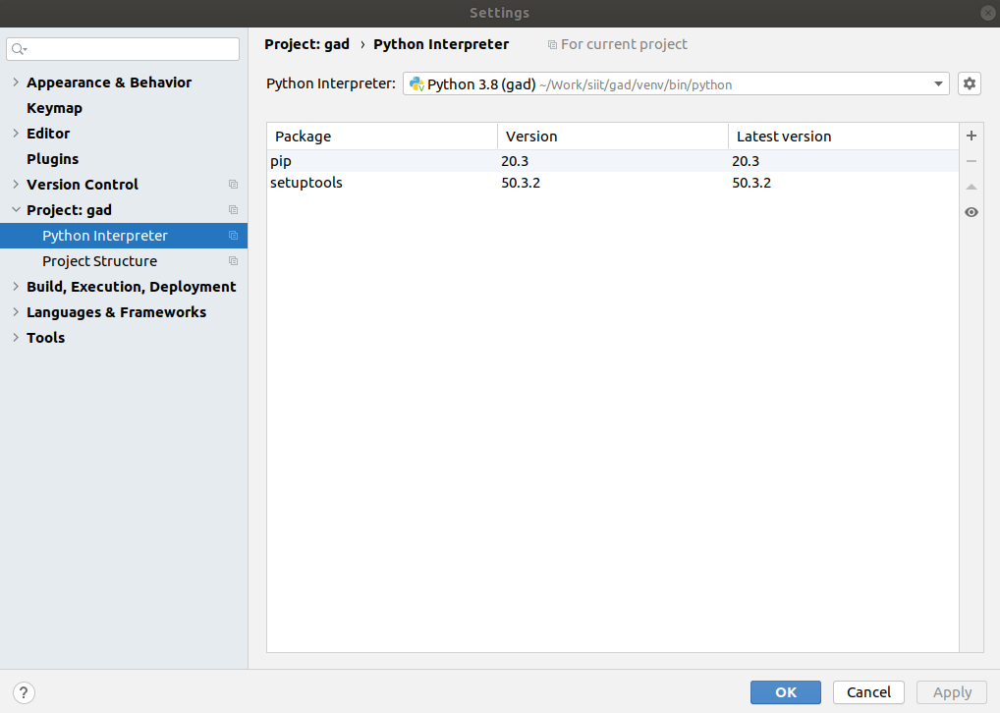 Settings
Project: gad › Python Interpreter For current project
Python Interpreter: Python 3.8 (gad) ~/Work/siit/gad/venv/bin/python
Appearance & Behavior
Keymap
Editor
Plugins
Version Control
Project: gad
Python Interpreter
Project Structure
Build, Execution, Deployment
Languages & Frameworks
Tools
Package Version Latest version
pip 20.3 20.3
setuptools 50.3.2 50.3.2
? OK Cancel Apply